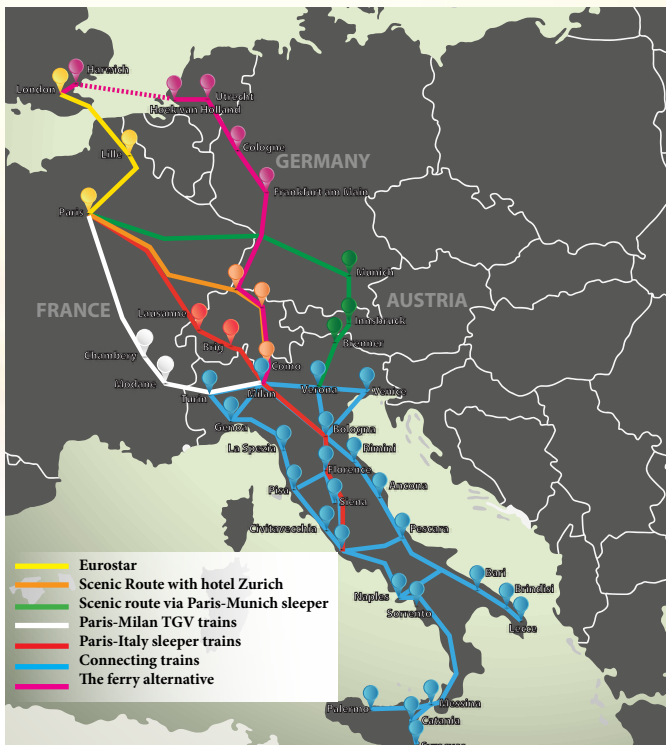 Harwich
London
Utrecht
Hoek van Holland
Lille
Cologne
GERMANY
Frankfurt am Main
Paris
Munich
FRANCE
AUSTRIA
Lausanne
Innsbruck
Brig
Brenner
Chambery
Como
Modane
Milan
Verona
Venice
Turin
Genoa
Bologna
La Spezia
Rimini
Florence
Pisa
Ancona
Siena
Civitavecchia
Pescara
Bari
Naples
Brindisi
Sorrento
Lecce
Palermo
Messina
Catania
Eurostar
Scenic Route with hotel Zurich
Scenic route via Paris-Munich sleeper
Paris-Milan TGV trains
Paris-Italy sleeper trains
Connecting trains
The ferry alternative